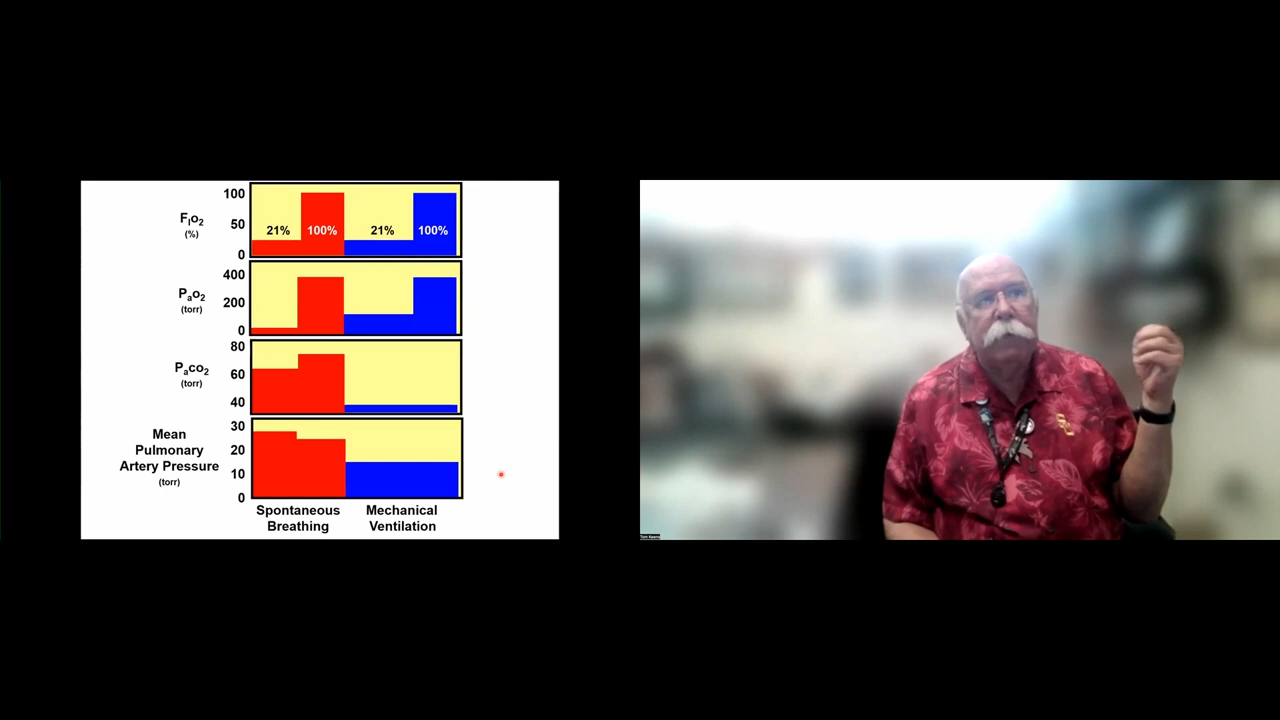 100
50
0
FIo2
(%)
21%
100%
21%
100%
400
200
0
Pao2
(torr)
80
60
40
Paco2
(torr)
30
20
10
0
Mean
Pulmonary
Artery Pressure
(torr)
Spontaneous
Breathing
Mechanical
Ventilation